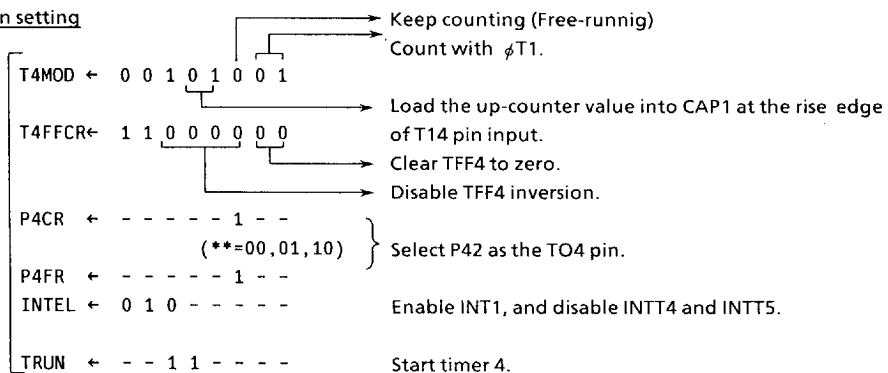 n setting
Keep counting (Free-runnig)
Count with φT1.
T4MOD ← 0 0 1 0 1 0 0 1
Load the up-counter value into CAP1 at the rise edge
of T14 pin input.
T4FFCR← 1 1 0 0 0 0 0 0
Clear TFF4 to zero.
Disable TFF4 inversion.
P4CR ← - - - - - 1 - -
(**=00,01,10)
Select P42 as the TO4 pin.
P4FR ← - - - - - 1 - -
INTEL ← 0 1 0 - - - - - Enable INT1, and disable INTT4 and INTT5.
TRUN ← - - 1 1 - - - - Start timer 4.